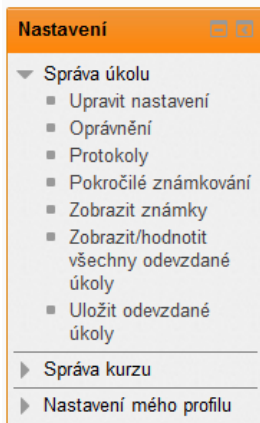 Nastavení
Správa úkolu
Upravit nastavení
Oprávnění
Protokoly
Pokročilé známkování
Zobrazit známky
Zobrazit/hodnotit
všechny odevzdané
úkoly
Uložit odevzdané
úkoly
Správa kurzu
Nastavení mého profilu